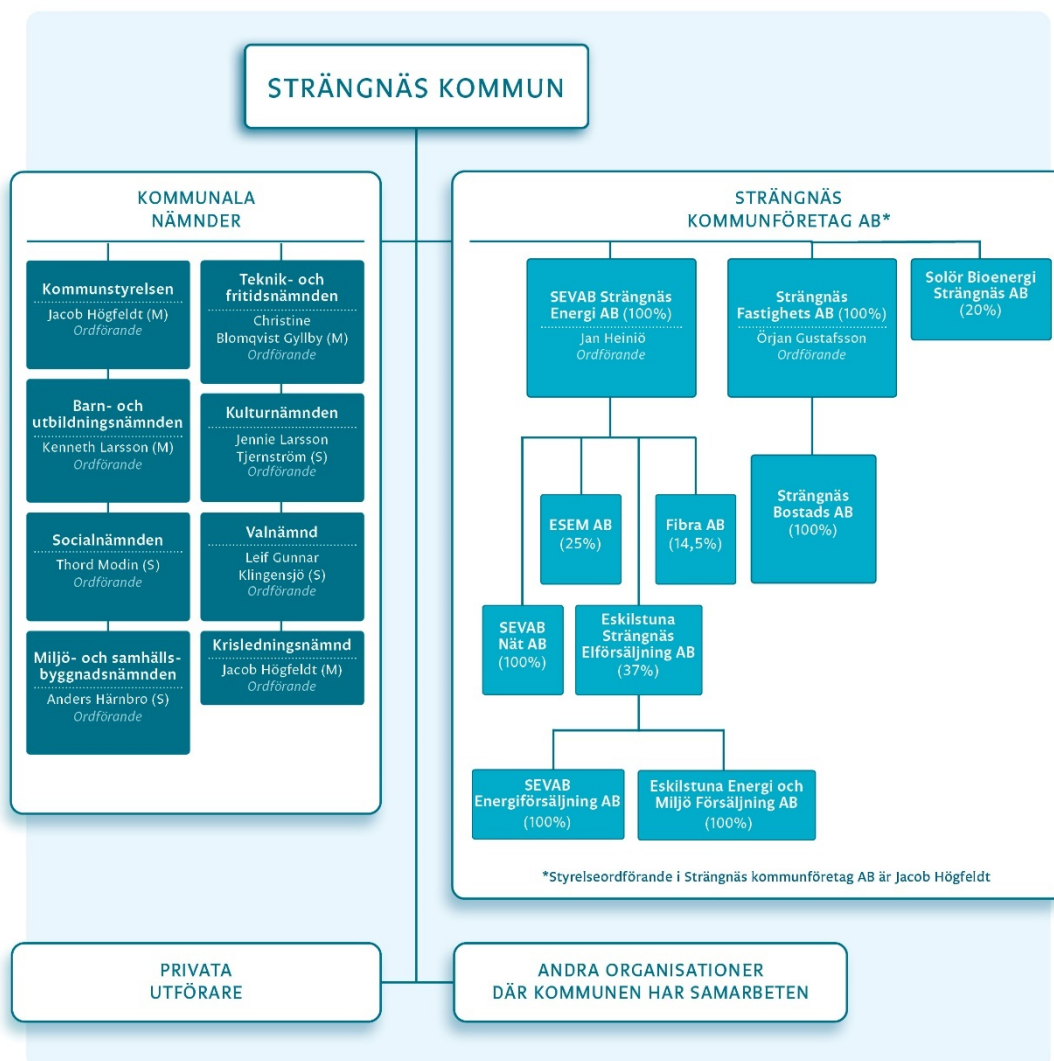 STRÄNGNÄS KOMMUN
KOMMUNALA
NÄMNDER
Kommunstyrelsen
Jacob Högfeldt (M)
Ordförande
Barn- och
utbildningsnämnden
Kenneth Larsson (M)
Ordförande
Socialnämnden
Thord Modin (S)
Ordförande
Miljö- och samhälls-
byggnadsnämnden
Anders Härnbro (S)
Ordförande
Teknik- och
fritidsnämnden
Christine
Blomqvist Gyllby (M)
Ordförande
Kulturnämnden
Jennie Larsson
Tjernström (S)
Ordförande
Valnämnd
Leif Gunnar
Klingensjö (S)
Ordförande
Krisledningsnämnd
Jacob Högfeldt (M)
Ordförande
STRÄNGNÄS
KOMMUNFÖRETAG AB*
SEVAB Strängnäs
Energi AB (100%)
Jan Heiniö
Ordförande
Strängnäs
Fastighets AB (100%)
Örjan Gustafsson
Ordförande
Solör Bioenergi
Strängnäs AB
(20%)
ESEM AB
(25%)
Fibra AB
(14,5%)
Strängnäs
Bostads AB
(100%)
SEVAB
Nät AB
(100%)
Eskilstuna
Strängnäs
Elförsäljning AB
(37%)
SEVAB
Energiförsäljning AB
(100%)
Eskilstuna Energi och
Miljö Försäljning AB
(100%)
*Styrelseordförande i Strängnäs kommunföretag AB är Jacob Högfeldt
PRIVATA
UTFÖRARE
ANDRA ORGANISATIONER
DÄR KOMMUNEN HAR SAMARBETEN